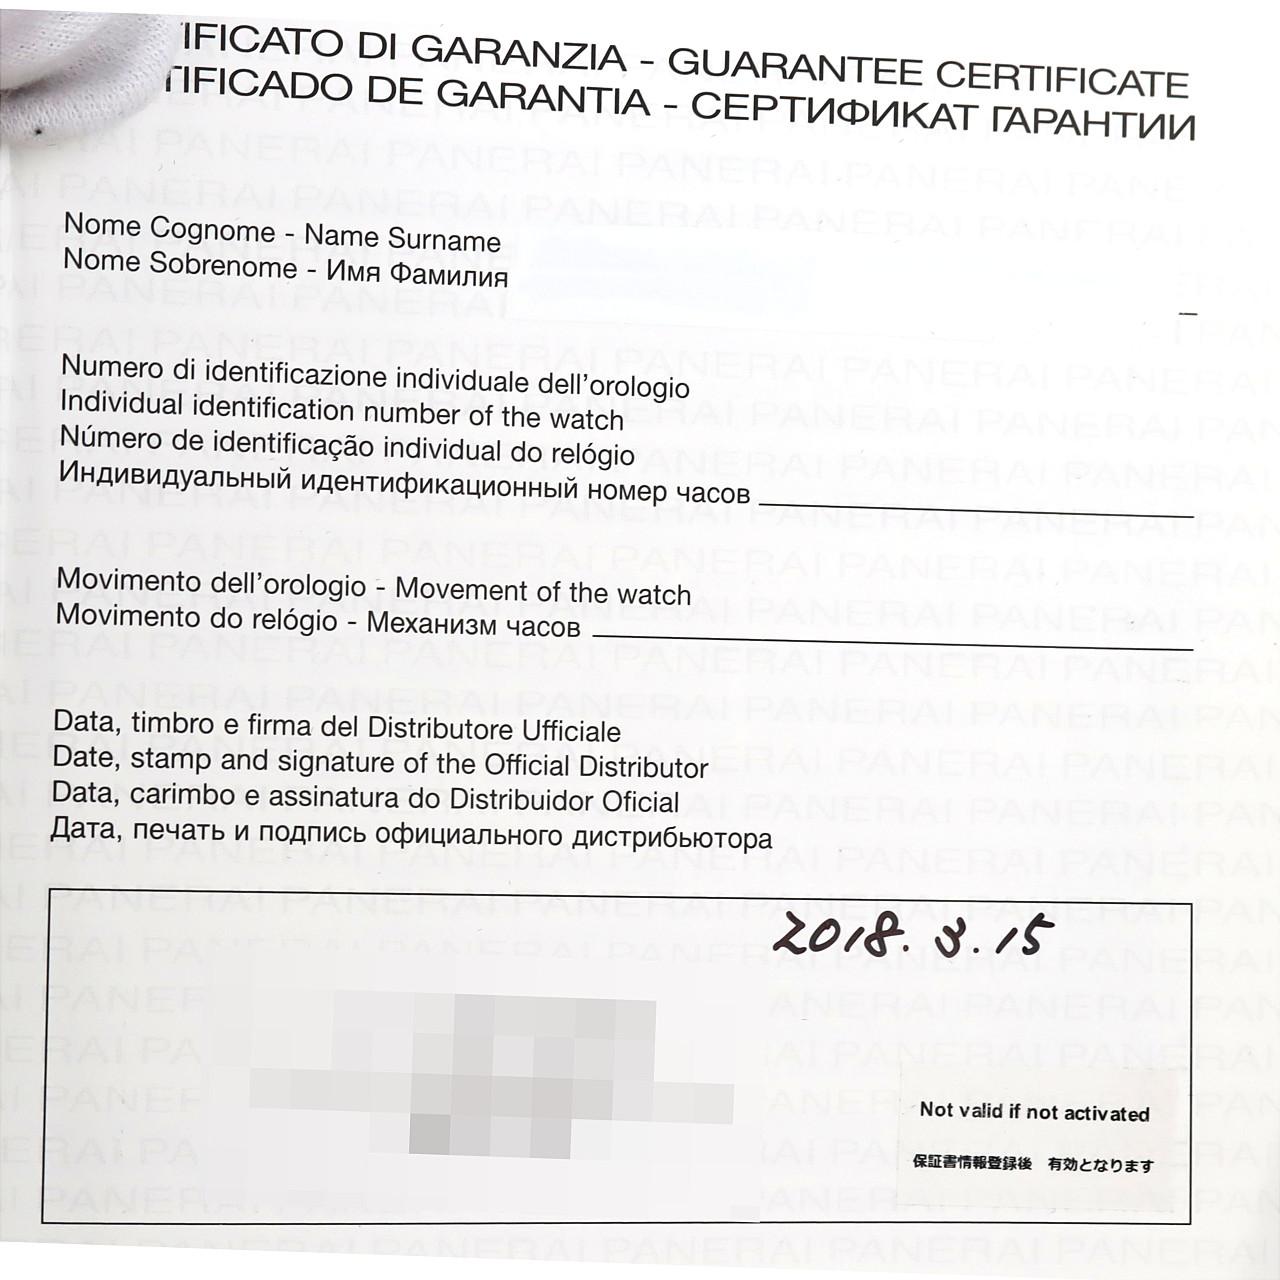 IFICATO DI GARANZIA - GUARANTEE CERTIFICATE
TIFICADO DE GARANTIA - СЕРТИФИКАТ ГАРАНТИИ
Nome Cognome - Name Surname
Nome Sobrenome - Имя Фамилия
Numero di identificazione individuale dell'orologio
Individual identification number of the watch
Número de identificação individual do relógio
Индивидуальный идентификационный номер часов
Movimento dell'orologio - Movement of the watch
Movimento do relógio - Механизм часов
Data, timbro e firma del Distributore Ufficiale
Date, stamp and signature of the Official Distributor
Data, carimbo e assinatura do Distribuidor Oficial
Дата, печать и подпись официального дистрибьютора
2018. 3. 15
Not valid if not activated
保証書情報登録後 有効となります